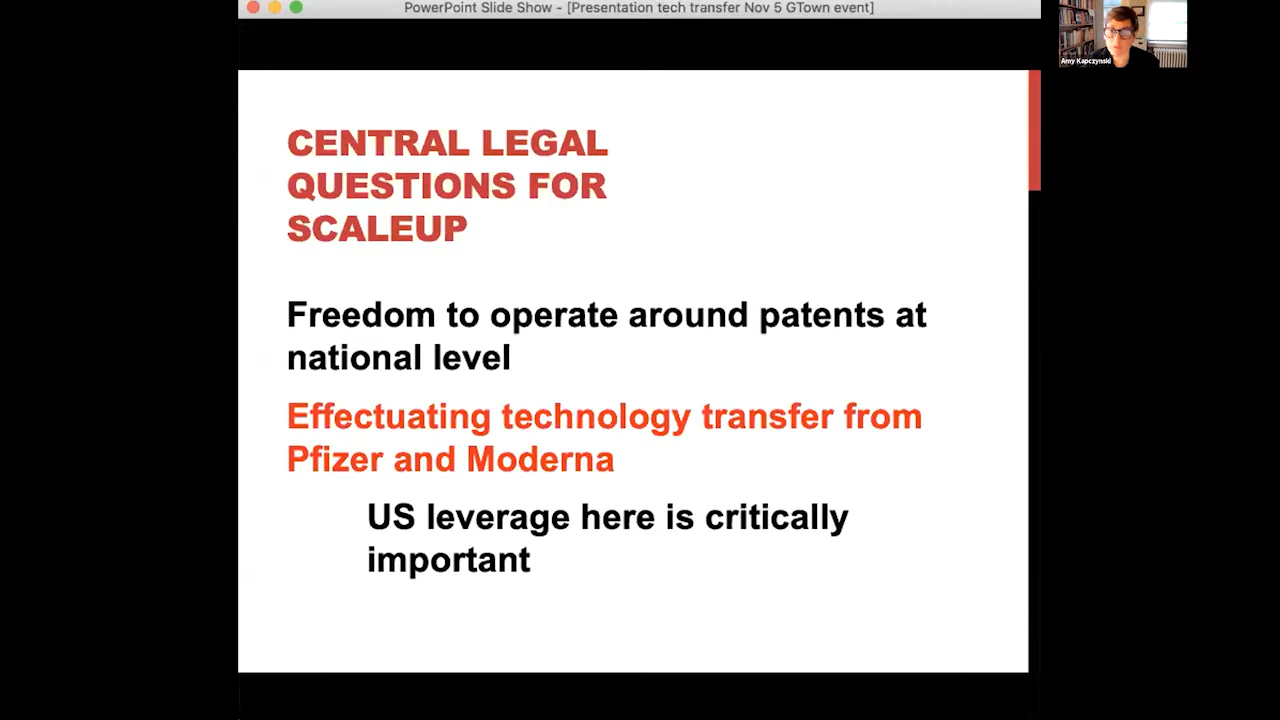 PowerPoint Slide Show - [Presentation tech transfer Nov 5 GTown event]
Amy Kapczynski
CENTRAL LEGAL
QUESTIONS FOR
SCALEUP
Freedom to operate around patents at
national level
Effectuating technology transfer from
Pfizer and Moderna
US leverage here is critically
important